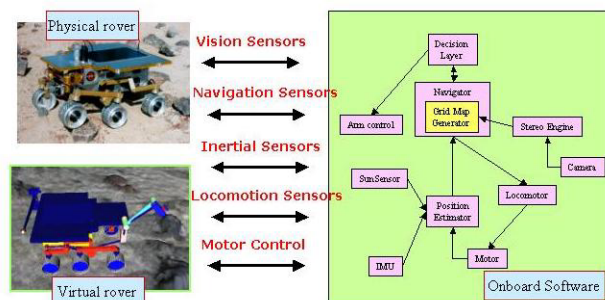 Physical rover
Virtual rover
Vision Sensors
Navigation Sensors
Inertial Sensors
Locomotion Sensors
Motor Control
Decision
Layer
Navigator
Grid Map
Generator
Arm control
Stereo Engine
Camera
SunSensor
Locomotor
Position
Estimator
IMU
Motor
Onboard Software